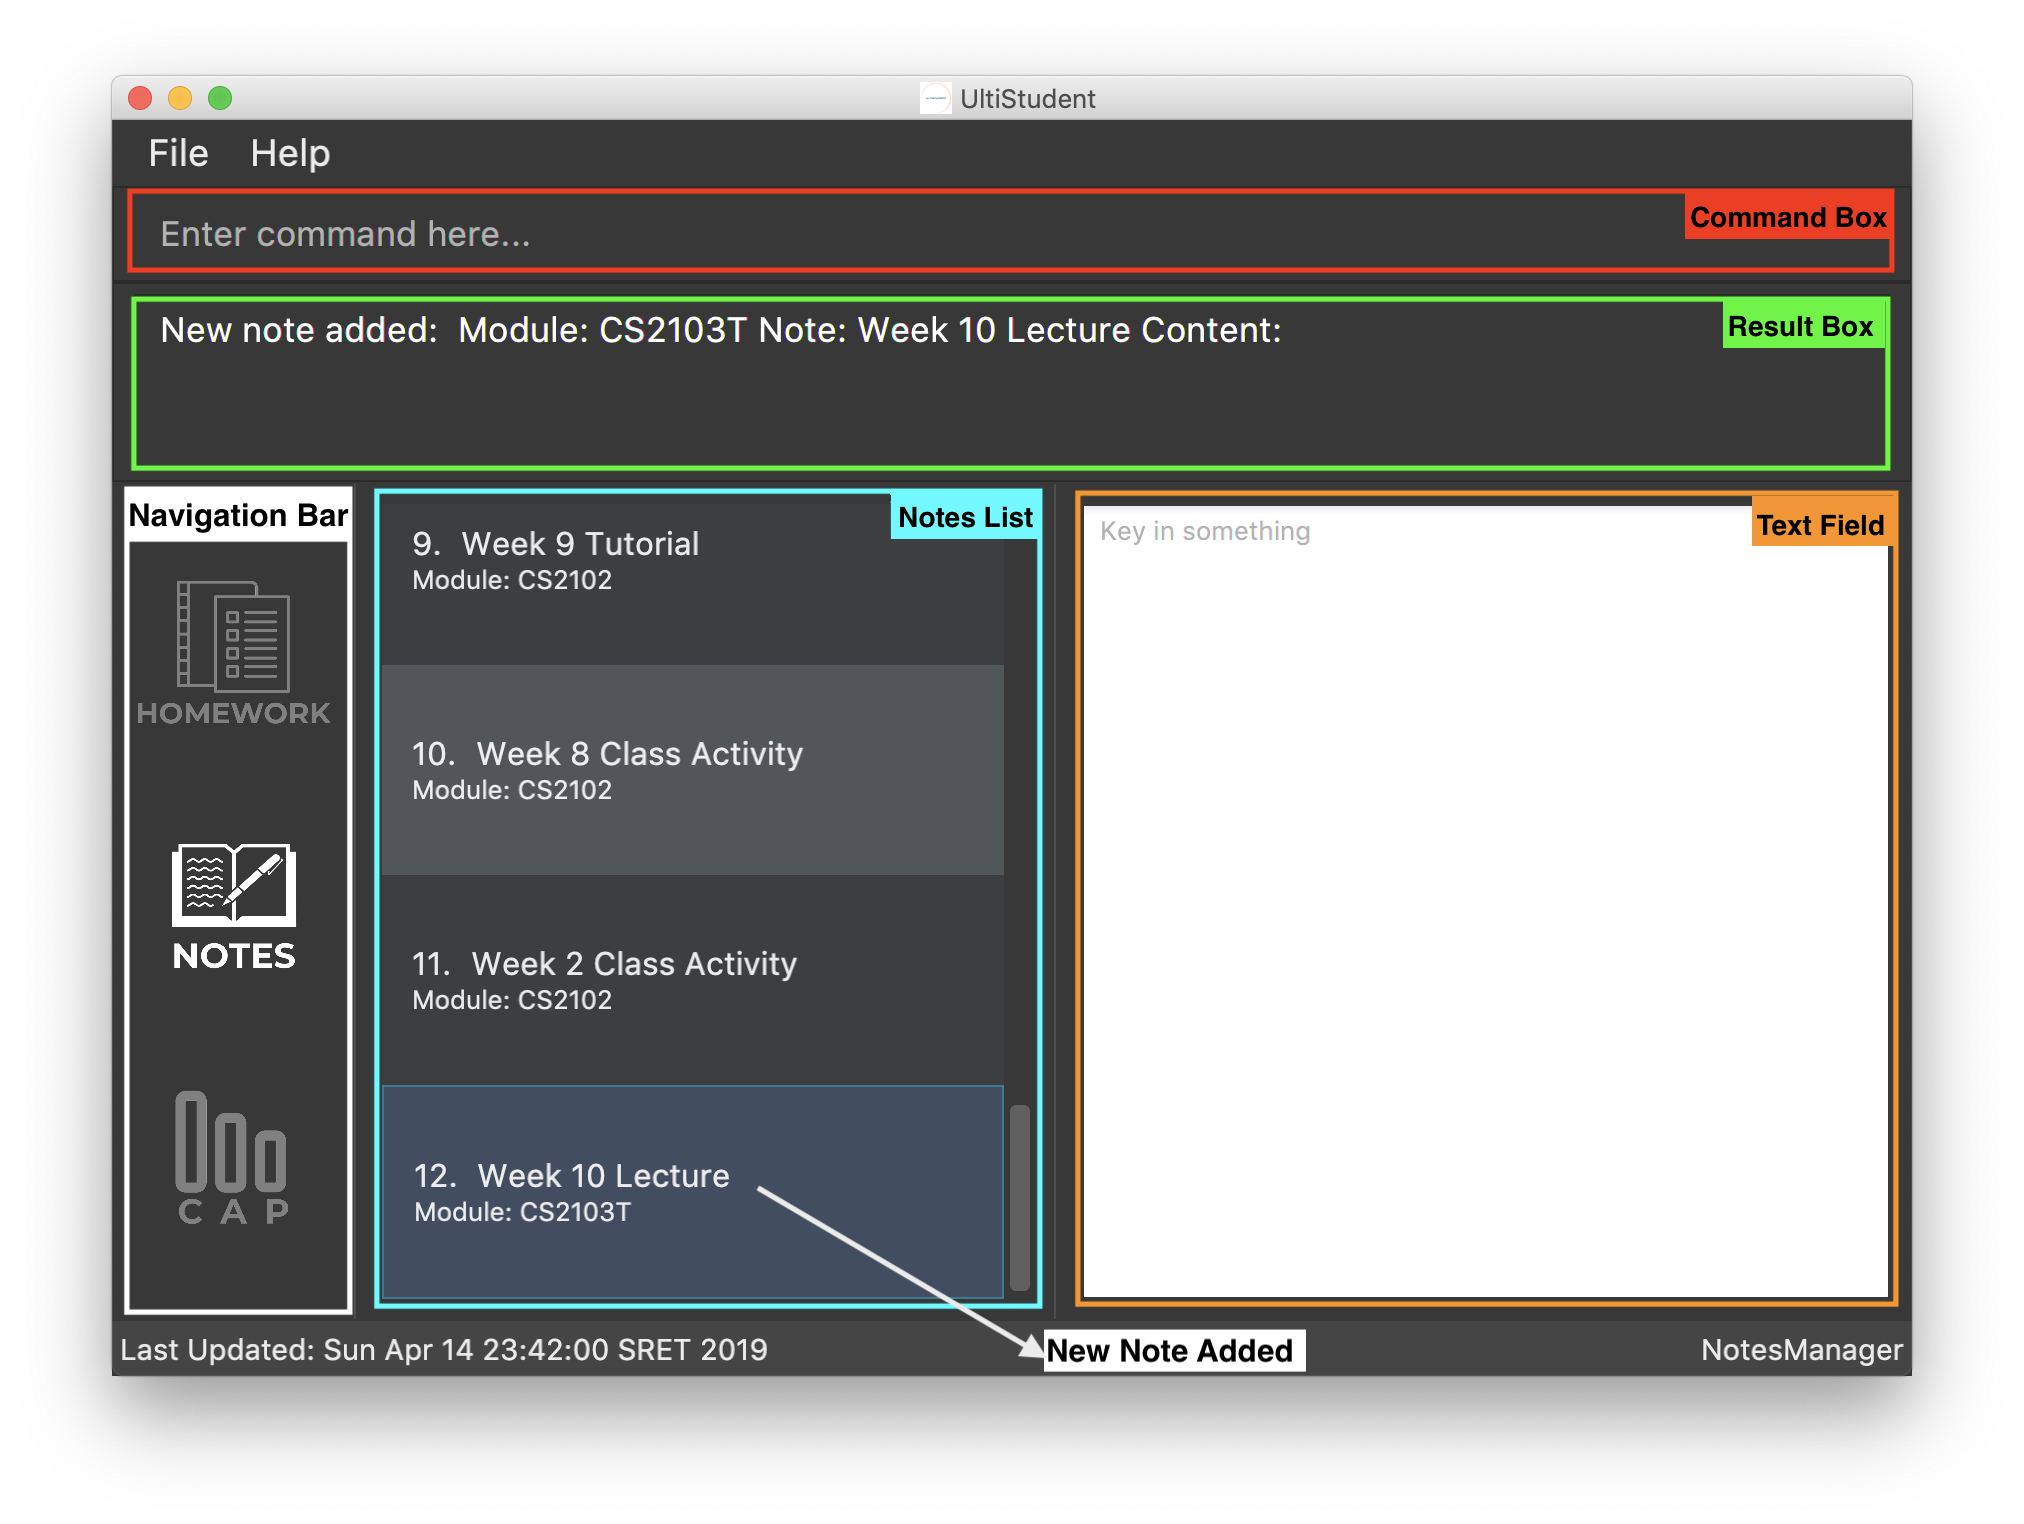 UltiStudent
File Help
Enter command here...
Command Box
New note added:  Module: CS2103T Note: Week 10 Lecture Content:
Result Box
Navigation Bar
HOMEWORK
NOTES
CAP
Notes List
9. Week 9 Tutorial
Module: CS2102
10. Week 8 Class Activity
Module: CS2102
11. Week 2 Class Activity
Module: CS2102
12. Week 10 Lecture
Module: CS2103T
Text Field
Key in something
Last Updated: Sun Apr 14 23:42:00 SRET 2019
New Note Added
NotesManager